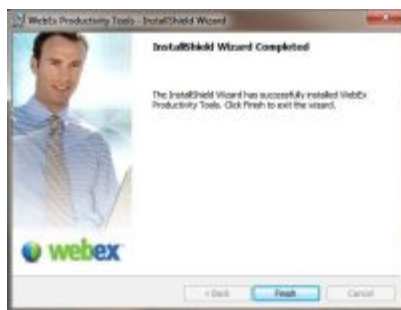 WebEx Productivity Tools - InstallShield Wizard
InstallShield Wizard Completed
The InstallShield Wizard has successfully installed WebEx
Productivity Tools. Click Finish to exit the wizard.
webex
< Back
Finish
Cancel